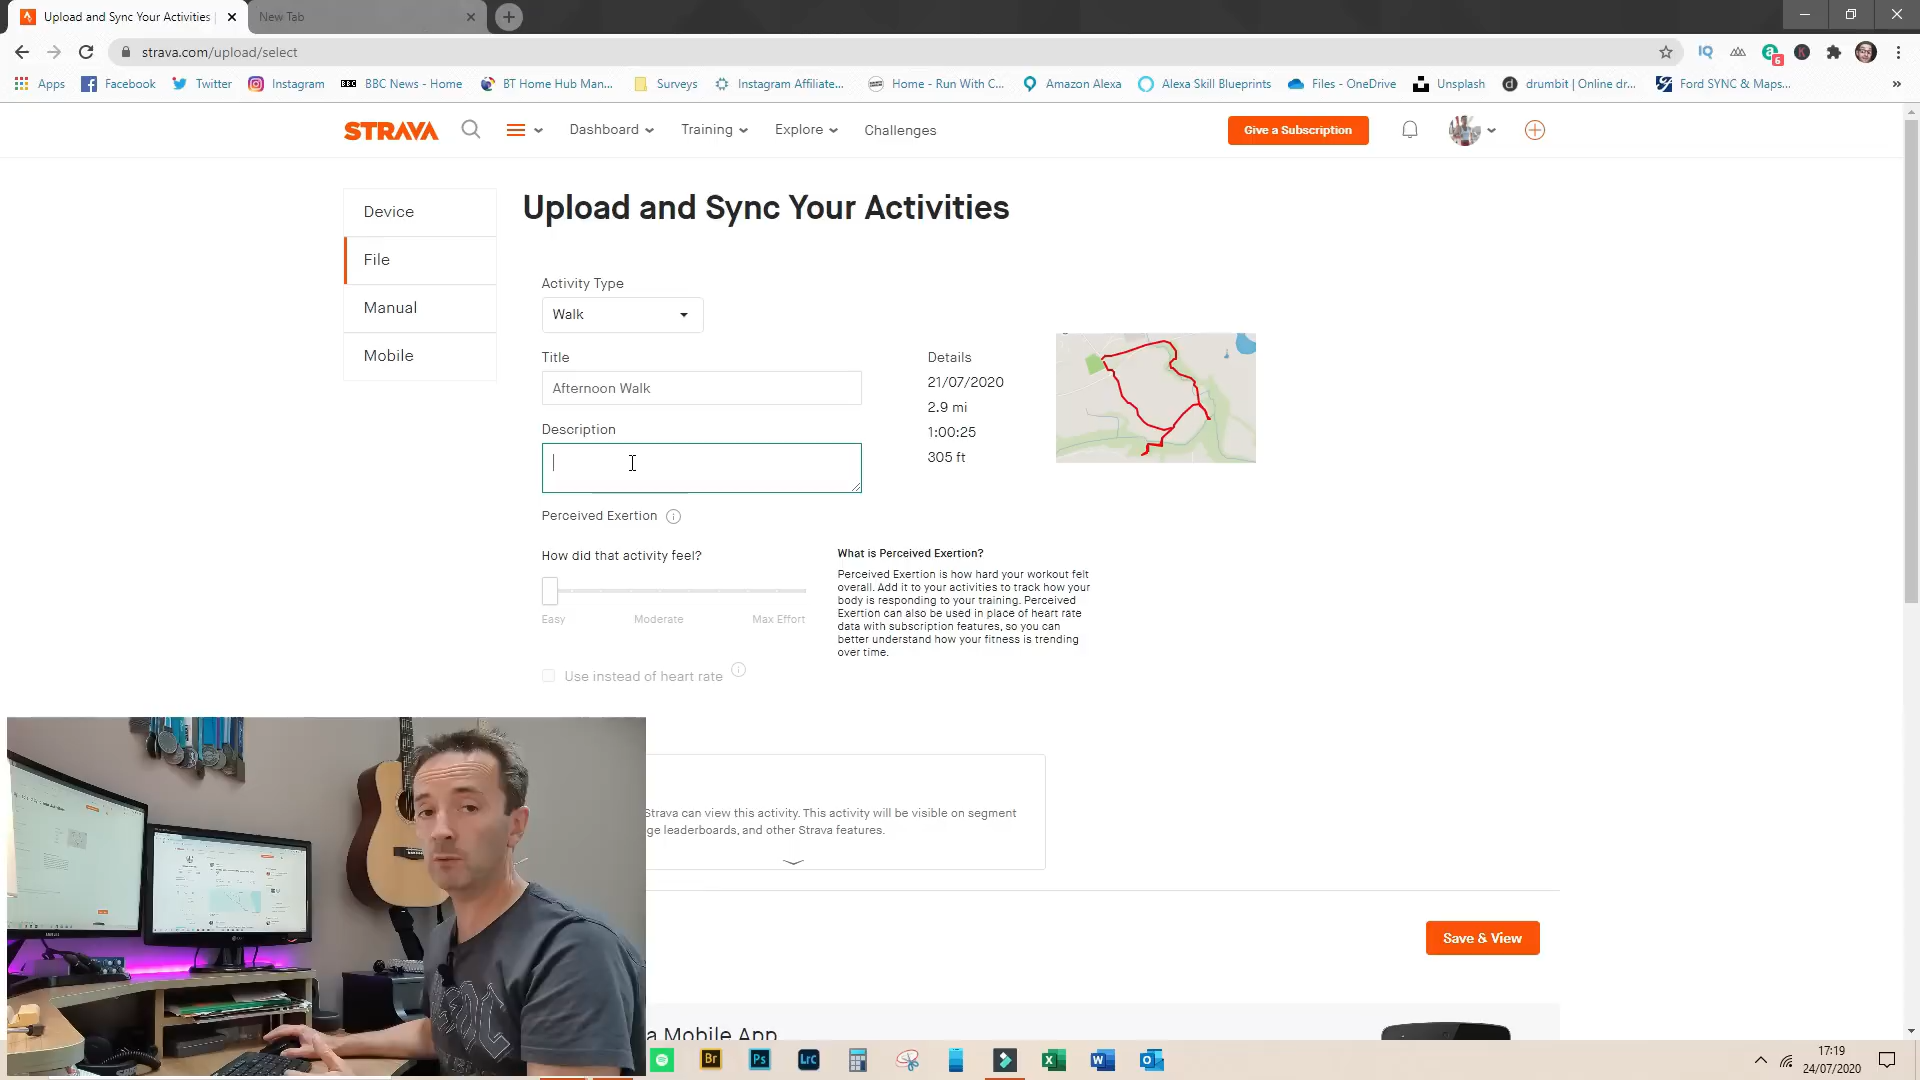 Upload and Sync Your Activities
New Tab
strava.com/upload/select
Apps Facebook Twitter Instagram BBC BBC News - Home BT Home Hub Man... Surveys Instagram Affiliate... Home - Run With C... Amazon Alexa Alexa Skill Blueprints Files - OneDrive Unsplash drumbit | Online dr... Ford SYNC & Maps... »
STRAVA Dashboard Training Explore Challenges Give a Subscription
Device
File
Manual
Mobile
Upload and Sync Your Activities
Activity Type
Walk
Title
Afternoon Walk
Description
Details
21/07/2020
2.9 mi
1:00:25
305 ft
Perceived Exertion
How did that activity feel?
Easy Moderate Max Effort
Use instead of heart rate
What is Perceived Exertion?
Perceived Exertion is how hard your workout felt
overall. Add it to your activities to track how your
body is responding to your training. Perceived
Exertion can also be used in place of heart rate
data with subscription features, so you can
better understand how your fitness is trending
over time.
Strava can view this activity. This activity will be visible on segment
ge leaderboards, and other Strava features.
Save & View
a Mobile App
Br Ps Lrc
17:19
24/07/2020